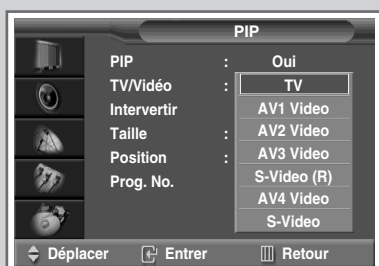 PIP
PIP : Oui
TV/Vidéo : TV
Intervertir AV1 Video
Taille : AV2 Video
Position : AV3 Video
Prog. No. S-Video (R)
AV4 Video
S-Video
Déplacer Entrer Retour